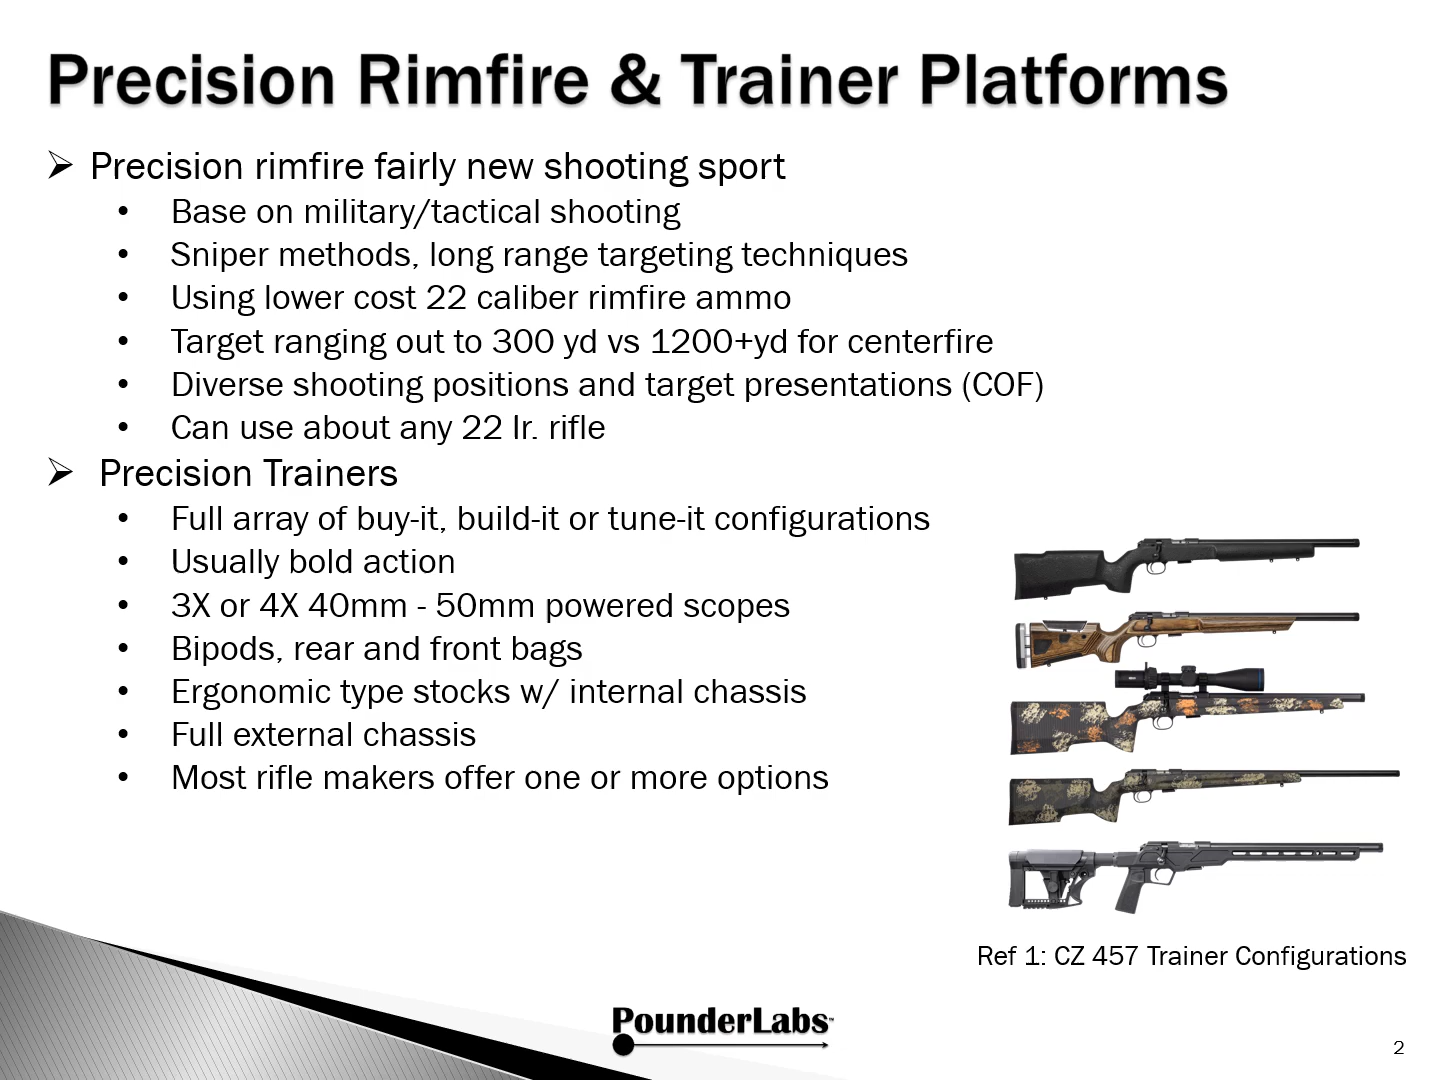 Precision Rimfire & Trainer Platforms
➢ Precision rimfire fairly new shooting sport
• Base on military/tactical shooting
• Sniper methods, long range targeting techniques
• Using lower cost 22 caliber rimfire ammo
• Target ranging out to 300 yd vs 1200+yd for centerfire
• Diverse shooting positions and target presentations (COF)
• Can use about any 22 lr. rifle
➢ Precision Trainers
• Full array of buy-it, build-it or tune-it configurations
• Usually bold action
• 3X or 4X 40mm - 50mm powered scopes
• Bipods, rear and front bags
• Ergonomic type stocks w/ internal chassis
• Full external chassis
• Most rifle makers offer one or more options
Ref 1: CZ 457 Trainer Configurations
PounderLabs™
2